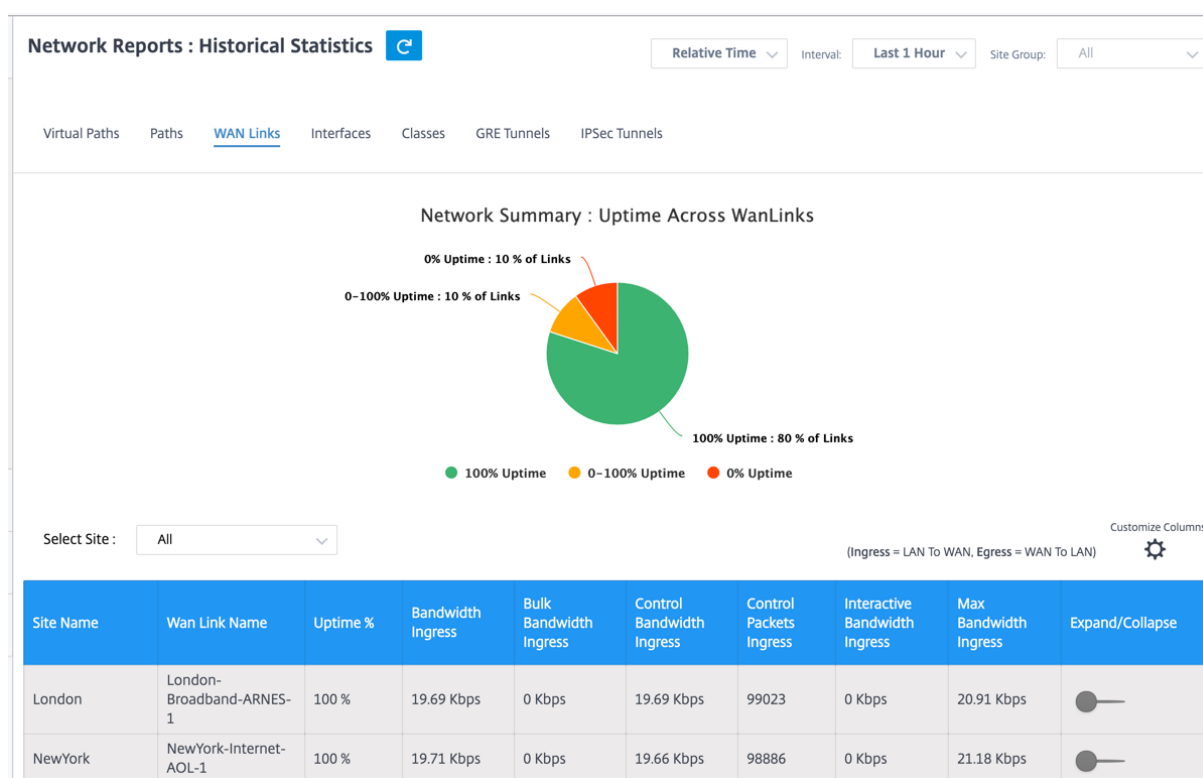 Network Reports : Historical Statistics
Relative Time
Interval:
Last 1 Hour
Site Group:
All
Virtual Paths
Paths
WAN Links
Interfaces
Classes
GRE Tunnels
IPSec Tunnels
Network Summary : Uptime Across WanLinks
0% Uptime : 10 % of Links
0-100% Uptime : 10 % of Links
100% Uptime : 80 % of Links
100% Uptime
0-100% Uptime
0% Uptime
Select Site :
All
Customize Columns
(Ingress = LAN To WAN, Egress = WAN To LAN)
Site Name
Wan Link Name
Uptime %
Bandwidth
Ingress
Bulk
Bandwidth
Ingress
Control
Bandwidth
Ingress
Control
Packets
Ingress
Interactive
Bandwidth
Ingress
Max
Bandwidth
Ingress
Expand/Collapse
London
London-
Broadband-ARNES-
1
100 %
19.69 Kbps
0 Kbps
19.69 Kbps
99023
0 Kbps
20.91 Kbps
NewYork
NewYork-Internet-
AOL-1
100 %
19.71 Kbps
0 Kbps
19.66 Kbps
98886
0 Kbps
21.18 Kbps